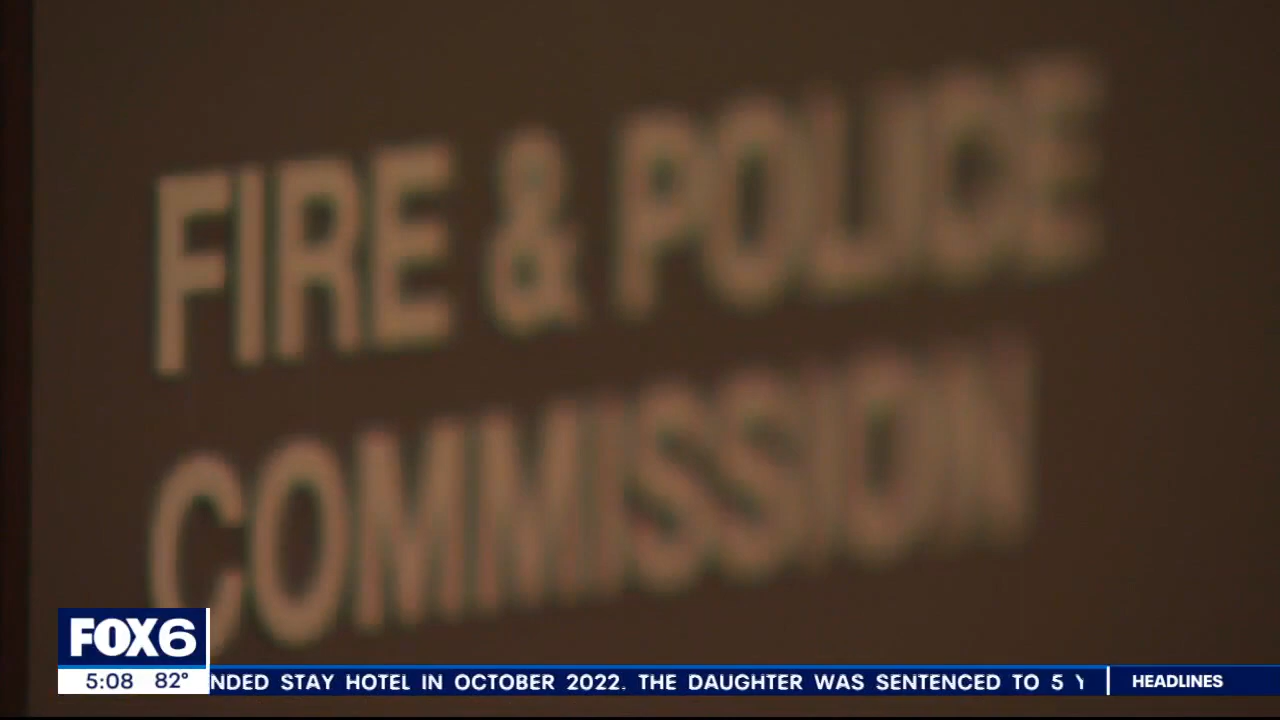 FIRE & POLICE
COMMISSION
FOX6
5:08 82°
NDED STAY HOTEL IN OCTOBER 2022. THE DAUGHTER WAS SENTENCED TO 5 Y
HEADLINES